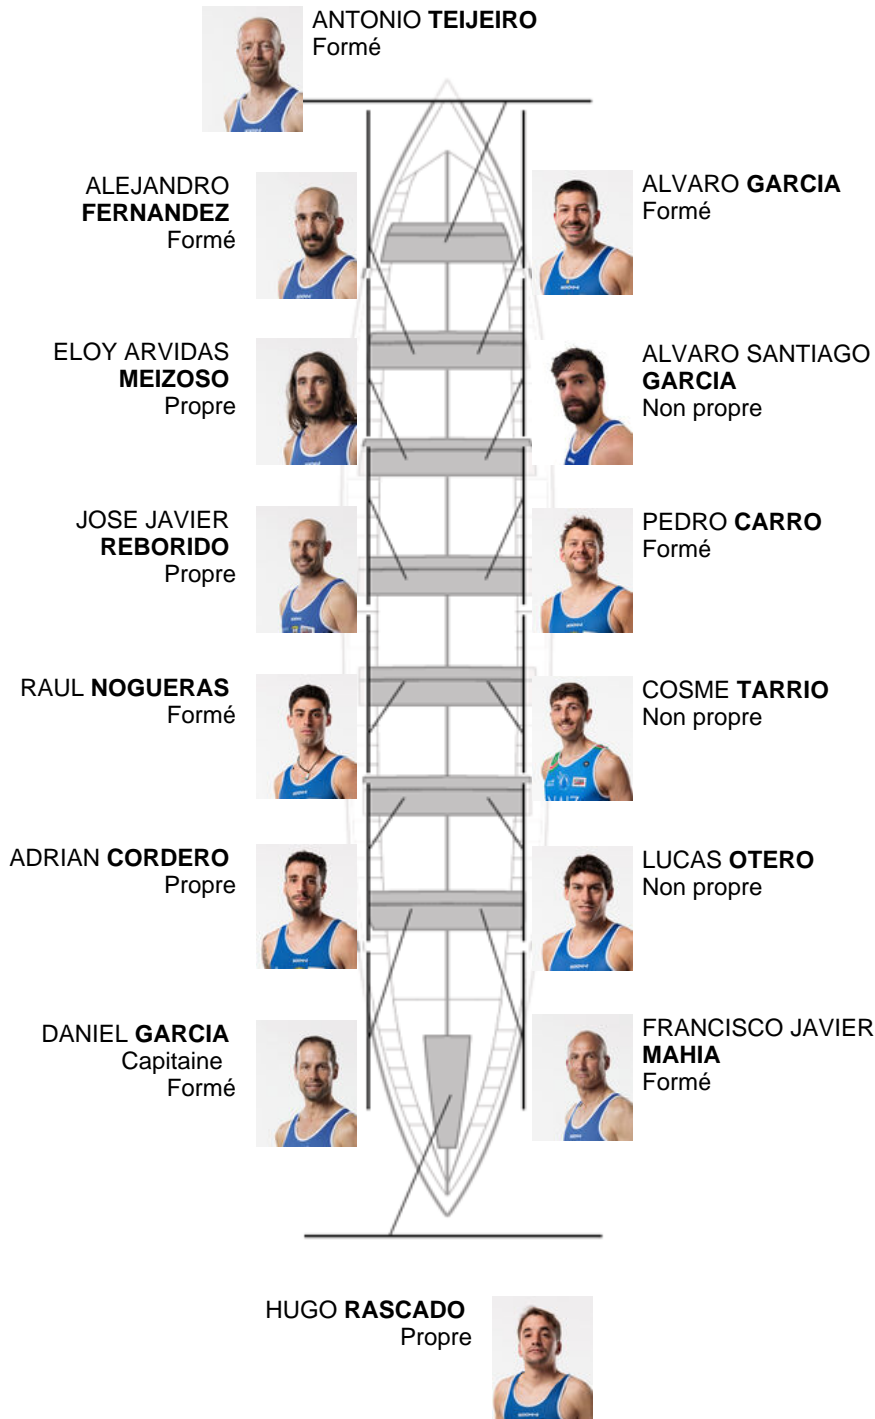 ANTONIO TEIJEIRO
Formé
ALEJANDRO
FERNANDEZ
Formé
ALVARO GARCIA
Formé
ELOY ARVIDAS
MEIZOSO
Propre
ALVARO SANTIAGO
GARCIA
Non propre
JOSE JAVIER
REBORIDO
Propre
PEDRO CARRO
Formé
RAUL NOGUERAS
Formé
COSME TARRIO
Non propre
ADRIAN CORDERO
Propre
LUCAS OTERO
Non propre
DANIEL GARCIA
Capitaine
Formé
FRANCISCO JAVIER
MAHIA
Formé
HUGO RASCADO
Propre